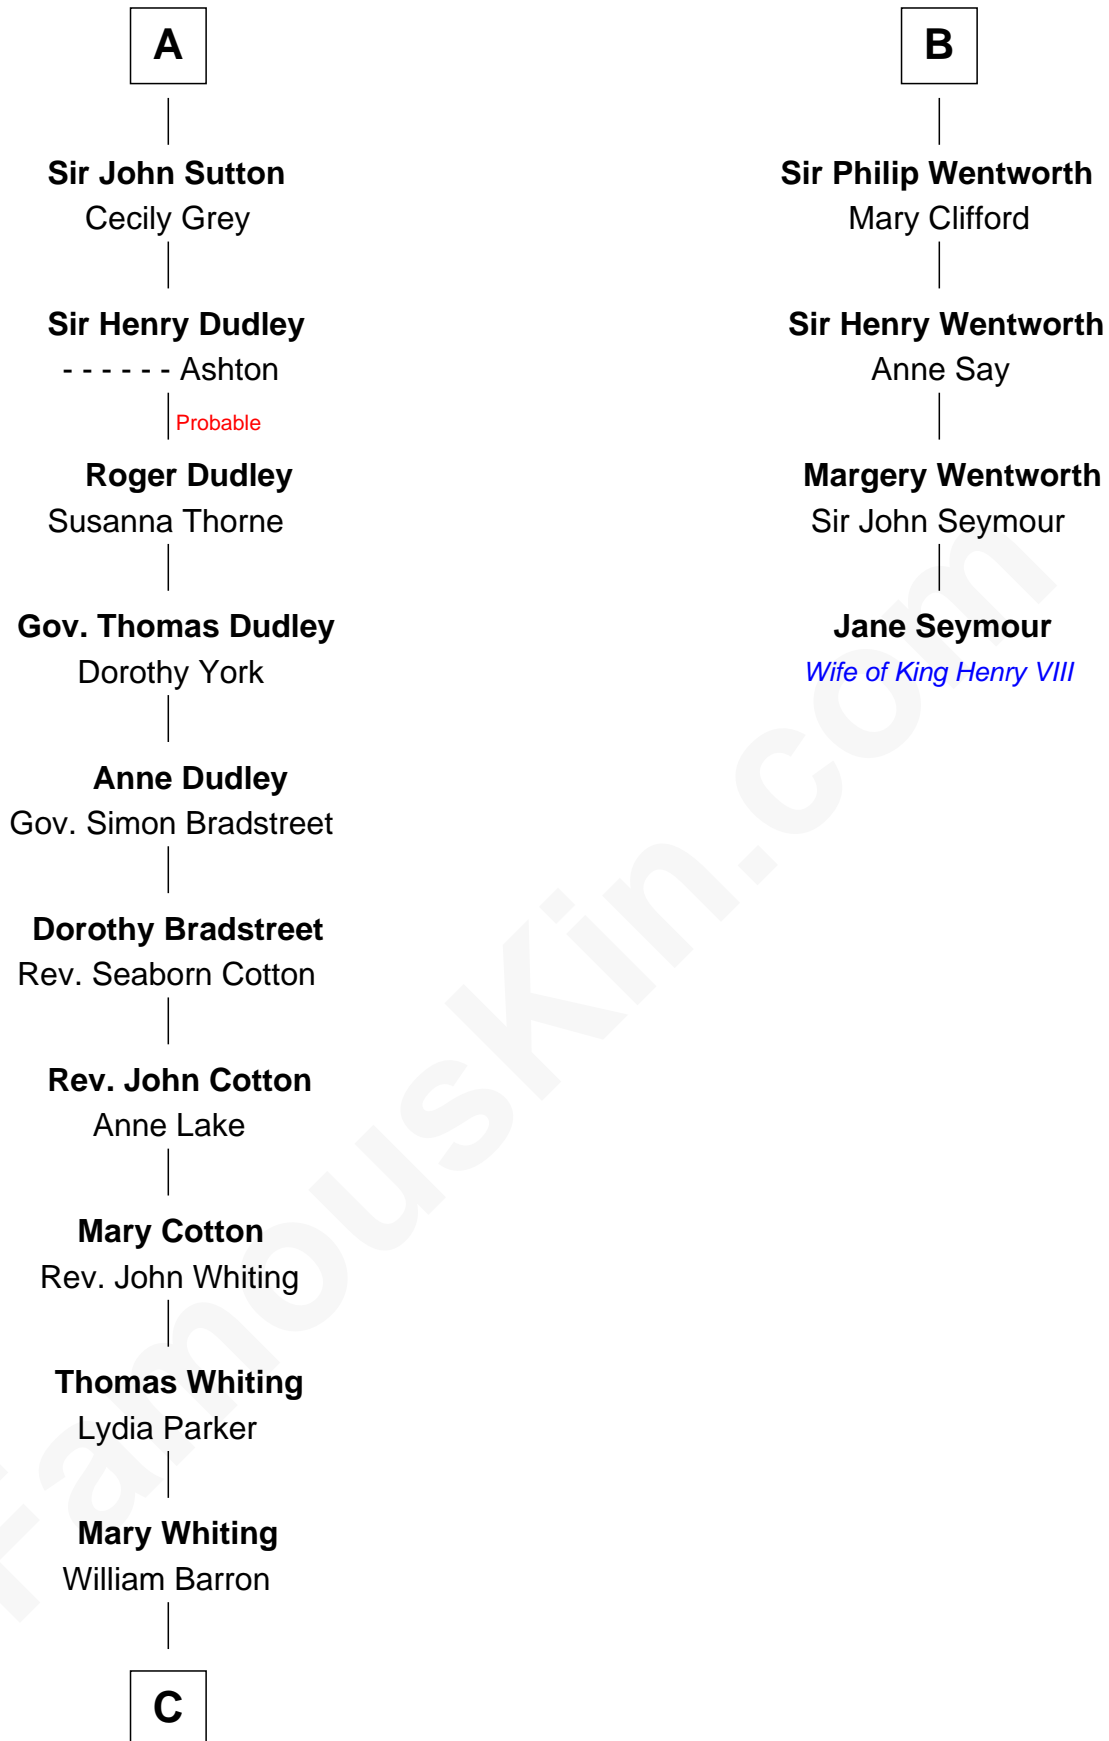 A
Sir John Sutton
Cecily Grey
Sir Henry Dudley
- - - - - - Ashton
Probable
Roger Dudley
Susanna Thorne
Gov. Thomas Dudley
Dorothy York
Anne Dudley
Gov. Simon Bradstreet
Dorothy Bradstreet
Rev. Seaborn Cotton
Rev. John Cotton
Anne Lake
Mary Cotton
Rev. John Whiting
Thomas Whiting
Lydia Parker
Mary Whiting
William Barron
C
B
Sir Philip Wentworth
Mary Clifford
Sir Henry Wentworth
Anne Say
Margery Wentworth
Sir John Seymour
Jane Seymour
Wife of King Henry VIII
FamousKin.com